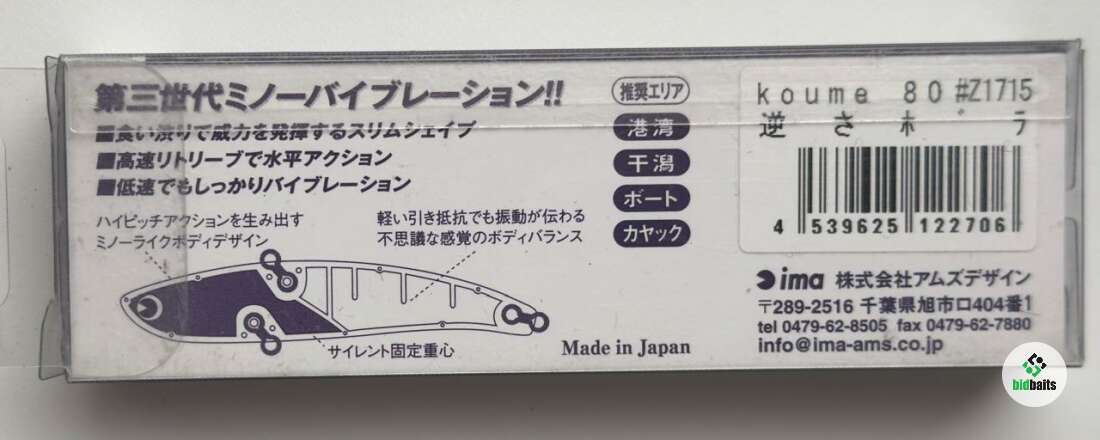 第三世代ミノーバイブレーション!!
■食い渋りで威力を発揮するスリムシェイプ
■高速リトリーブで水平アクション
■低速でもしっかりバイブレーション
ハイピッチアクションを生み出す
ミノーライクボディデザイン
軽い引き抵抗でも振動が伝わる
不思議な感覚のボディバランス
サイレント固定重心
Made in Japan
推奨エリア
港湾
干潟
ボート
カヤック
koume 80 #Z1715
逆さボラ
4 539625 122706
ima 株式会社アムズデザイン
〒289-2516 千葉県旭市ロ404番1
tel 0479-62-8505 fax 0479-62-7880
info@ima-ams.co.jp
bidbaits